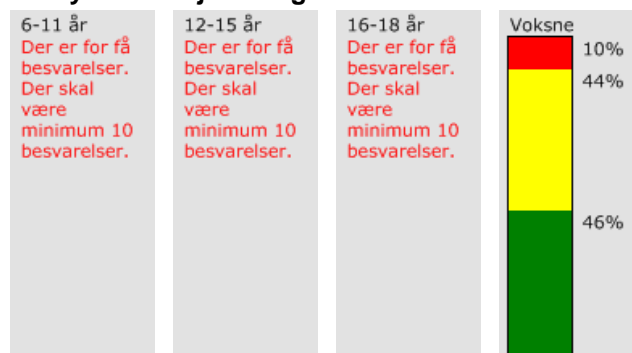 6-11 år
Der er for få
besvarelser.
Der skal
være
minimum 10
besvarelser.
12-15 år
Der er for få
besvarelser.
Der skal
være
minimum 10
besvarelser.
16-18 år
Der er for få
besvarelser.
Der skal
være
minimum 10
besvarelser.
Voksne
10%
44%
46%